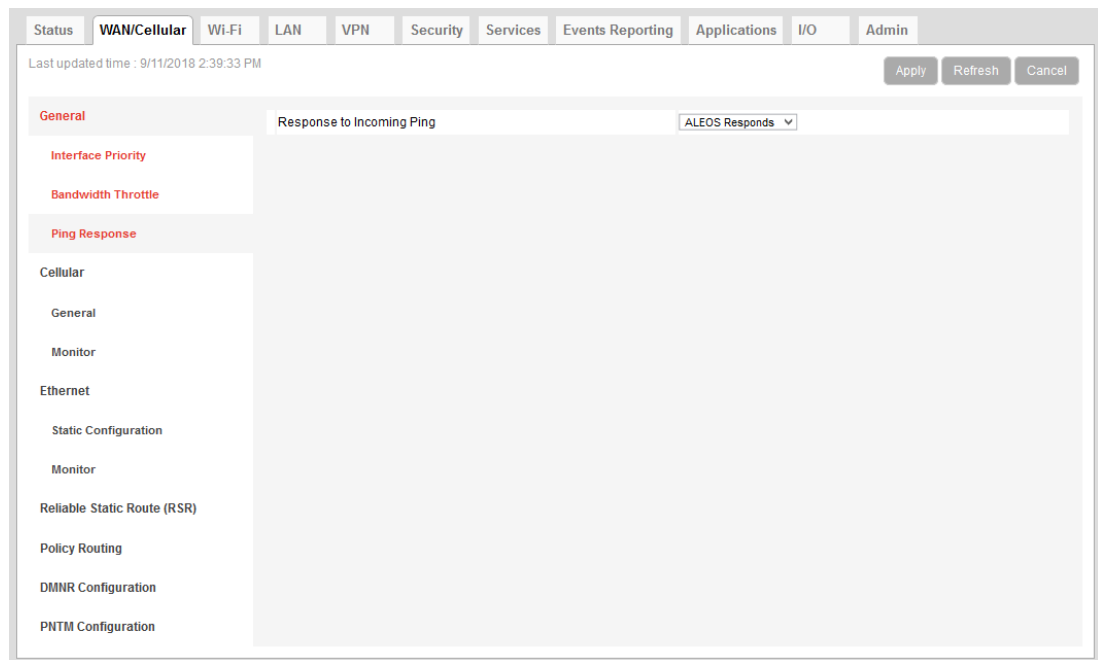 Status WAN/Cellular Wi-Fi LAN VPN Security Services Events Reporting Applications I/O Admin
Last updated time : 9/11/2018 2:39:33 PM
Apply Refresh Cancel
General
Response to Incoming Ping ALEOS Responds
Interface Priority
Bandwidth Throttle
Ping Response
Cellular
General
Monitor
Ethernet
Static Configuration
Monitor
Reliable Static Route (RSR)
Policy Routing
DMNR Configuration
PNTM Configuration